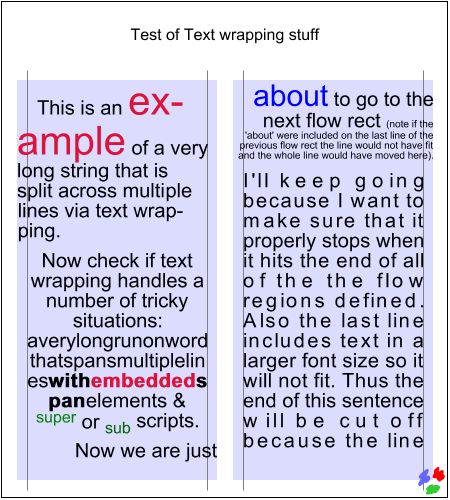 Test of Text wrapping stuff
This is an ex-
ample of a very
long string that is
split across multiple
lines via text wrap-
ping.
Now check if text
wrapping handles a
number of tricky
situations:
averylongrunonword
thatspansmultiplelin
eswithembeddeds
panelements &
super or sub scripts.
Now we are just
about to go to the
next flow rect (note if the
'about' were included on the last line of the
previous flow rect the line would not have fit
and the whole line would have moved here).
I'll keep going
because I want to
make sure that it
properly stops when
it hits the end of all
of the the flow
regions defined.
Also the last line
includes text in a
larger font size so it
will not fit. Thus the
end of this sentence
will be cut off
because the line